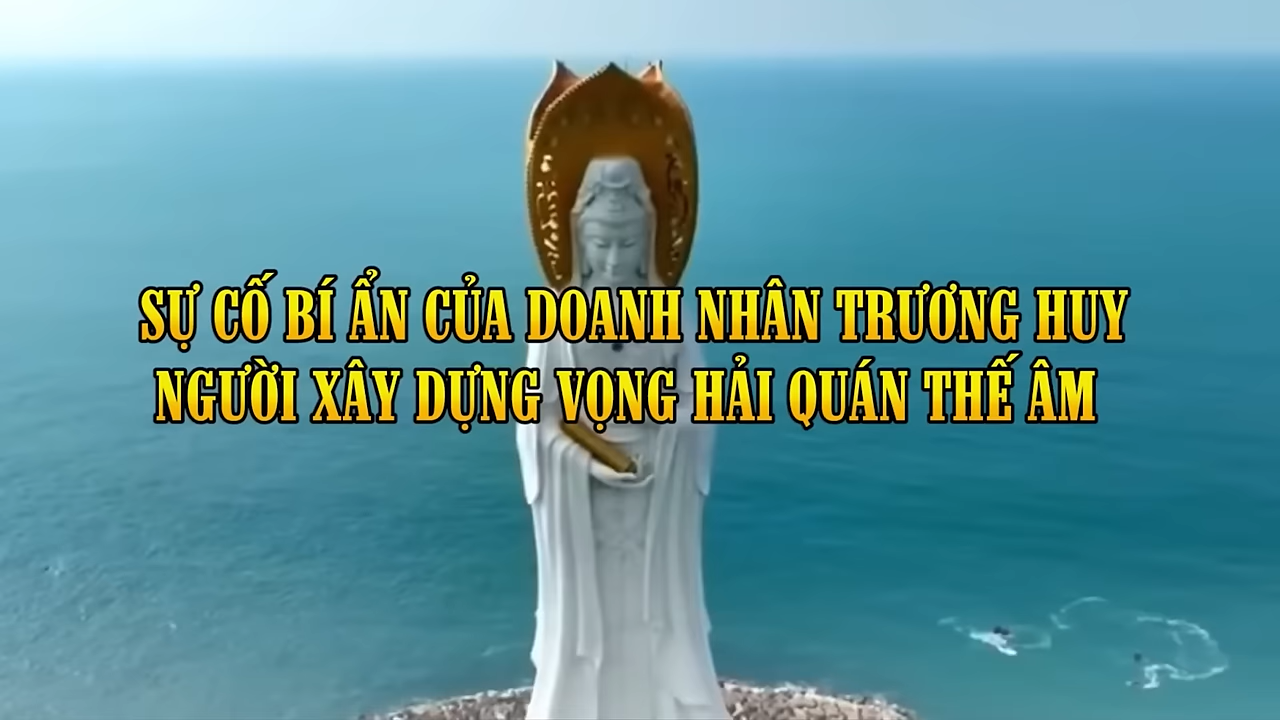 SỰ CỐ BÍ ẨN CỦA DOANH NHÂN TRƯƠNG HUY
NGƯỜI XÂY DỰNG VỌNG HẢI QUÁN THẾ ÂM